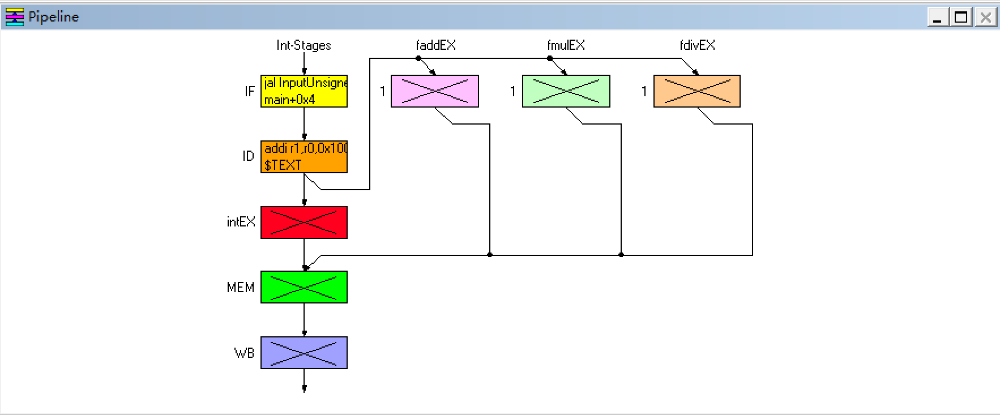 Pipeline
Int-Stages
faddEX
fmulEX
fdivEX
IF
jal InputUnsigne
main+0x4
1
1
1
ID
addi r1,r0,0x100
$TEXT
intEX
MEM
WB